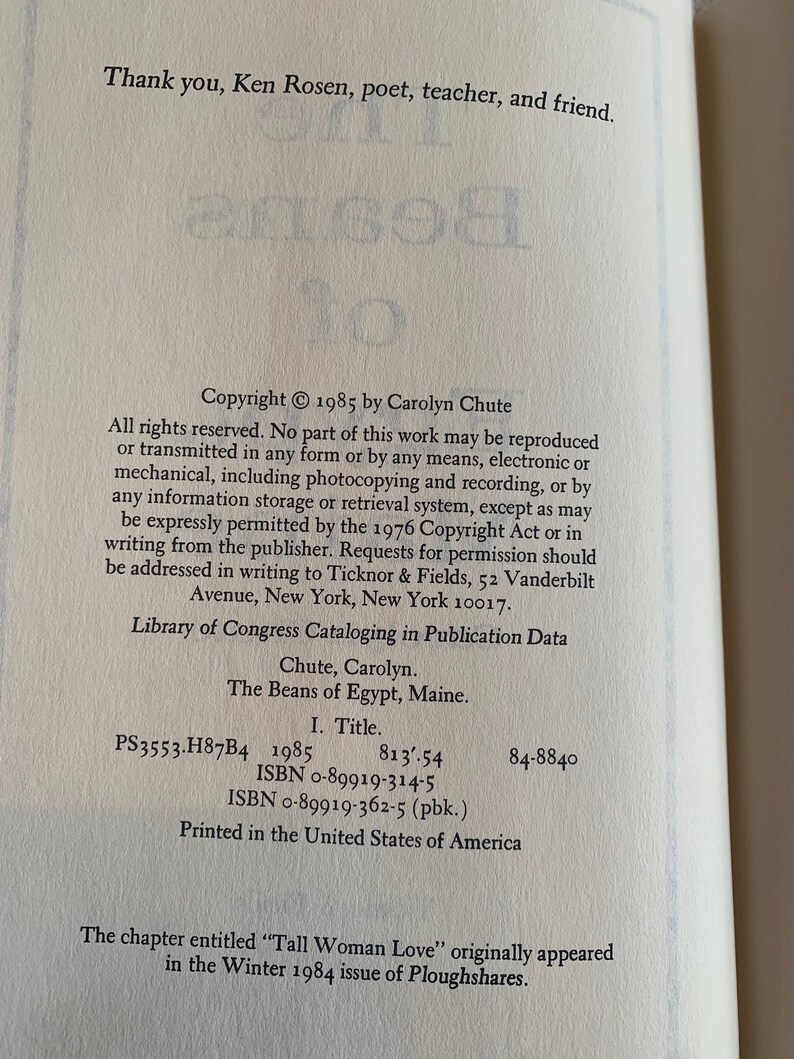 Thank you, Ken Rosen, poet, teacher, and friend.
The
Beans
of
Copyright © 1985 by Carolyn Chute
All rights reserved. No part of this work may be reproduced
or transmitted in any form or by any means, electronic or
mechanical, including photocopying and recording, or by
any information storage or retrieval system, except as may
be expressly permitted by the 1976 Copyright Act or in
writing from the publisher. Requests for permission should
be addressed in writing to Ticknor & Fields, 52 Vanderbilt
Avenue, New York, New York 10017.
Library of Congress Cataloging in Publication Data
Chute, Carolyn.
The Beans of Egypt, Maine.
I. Title.
PS3553.H87B4 1985 813'.54 84-8840
ISBN 0-89919-314-5
ISBN 0-89919-362-5 (pbk.)
Printed in the United States of America
The chapter entitled “Tall Woman Love” originally appeared
in the Winter 1984 issue of Ploughshares.